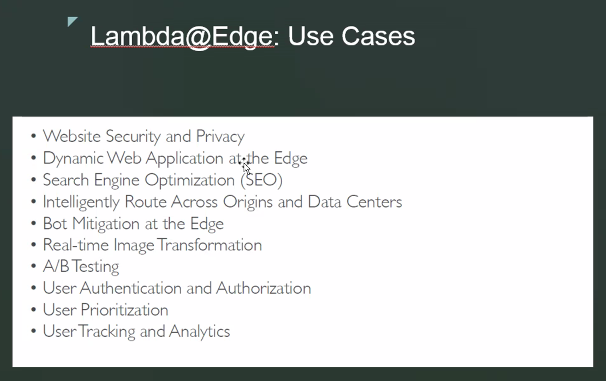 Lambda@Edge: Use Cases
• Website Security and Privacy
• Dynamic Web Application at the Edge
• Search Engine Optimization (SEO)
• Intelligently Route Across Origins and Data Centers
• Bot Mitigation at the Edge
• Real-time Image Transformation
• A/B Testing
• User Authentication and Authorization
• User Prioritization
• User Tracking and Analytics